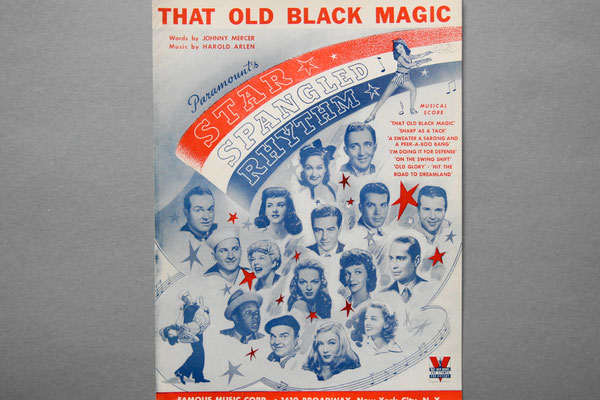 THAT OLD BLACK MAGIC
Words by JOHNNY MERCER
Music by HAROLD ARLEN
Paramount's
STAR
SPANGLED
RHYTHM
MUSICAL
SCORE
"THAT OLD BLACK MAGIC"
"SHARP AS A TACK"
"A SWEATER A SARONG AND
A PEEK-A-BOO BANG"
"I'M DOING IT FOR DEFENSE"
"ON THE SWING SHIFT"
"OLD GLORY" - "HIT THE
ROAD TO DREAMLAND"
FAMOUS MUSIC CORP. • 1619 BROADWAY, New York City, N.Y.